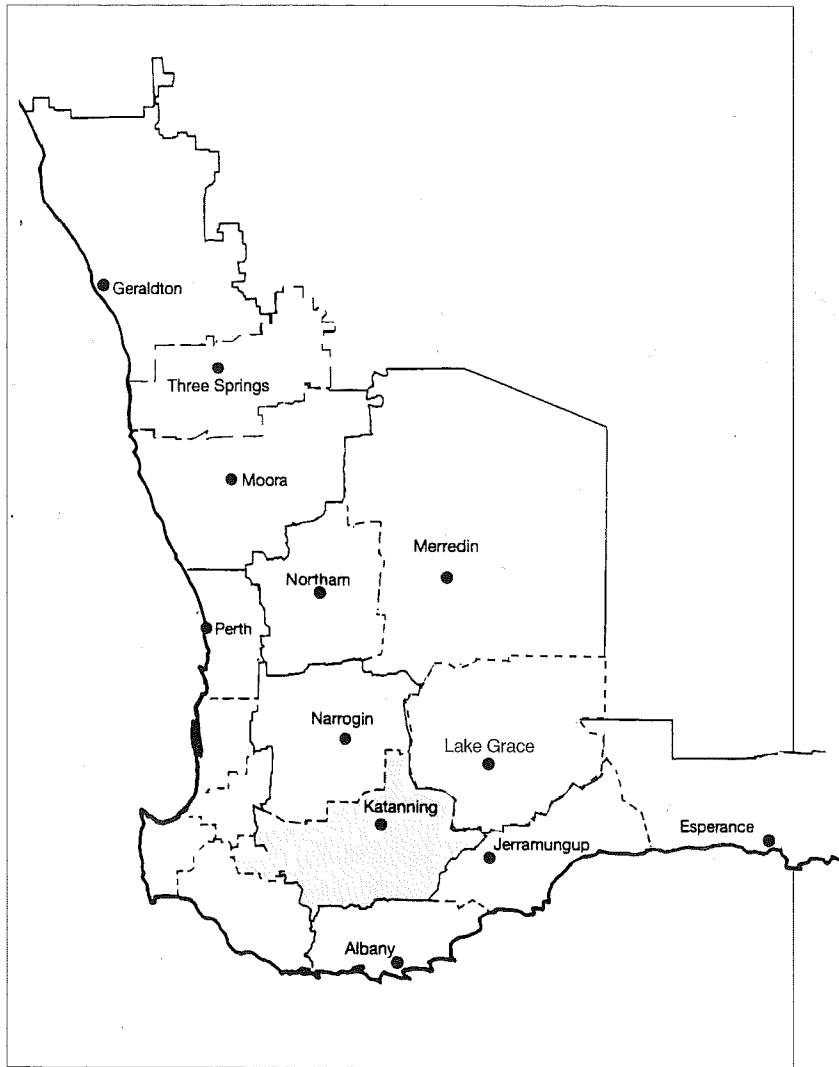 Geraldton
Three Springs
Moora
Merredin
Northam
Perth
Narrogin
Lake Grace
Katanning
Esperance
Jerramungup
Albany